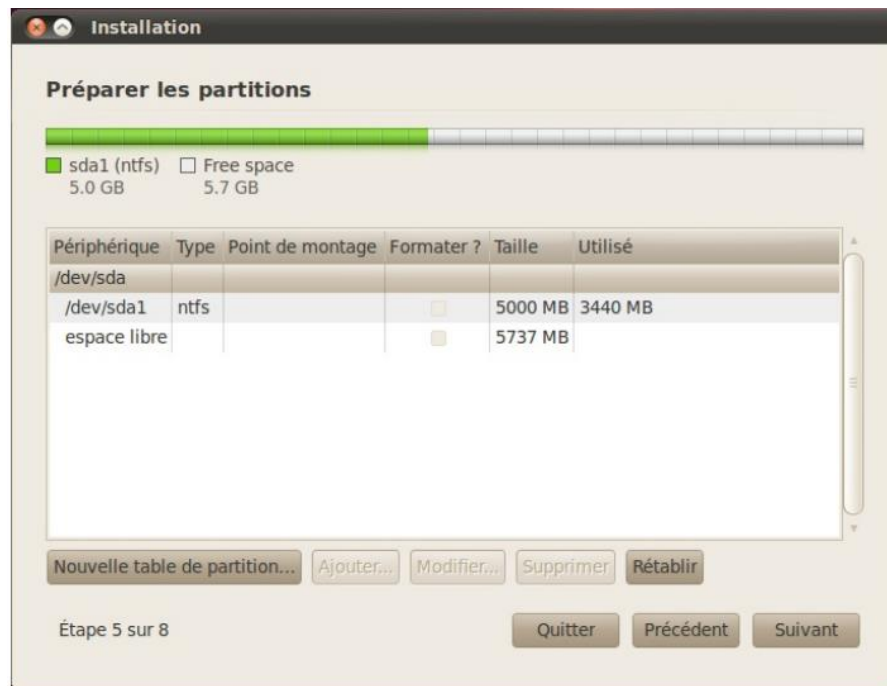 Installation
Préparer les partitions
sda1 (ntfs) Free space
5.0 GB 5.7 GB
Périphérique Type Point de montage Formater ? Taille Utilisé
/dev/sda
/dev/sda1 ntfs 5000 MB 3440 MB
espace libre 5737 MB
Nouvelle table de partition... Ajouter... Modifier... Supprimer Rétablir
Étape 5 sur 8 Quitter Précédent Suivant